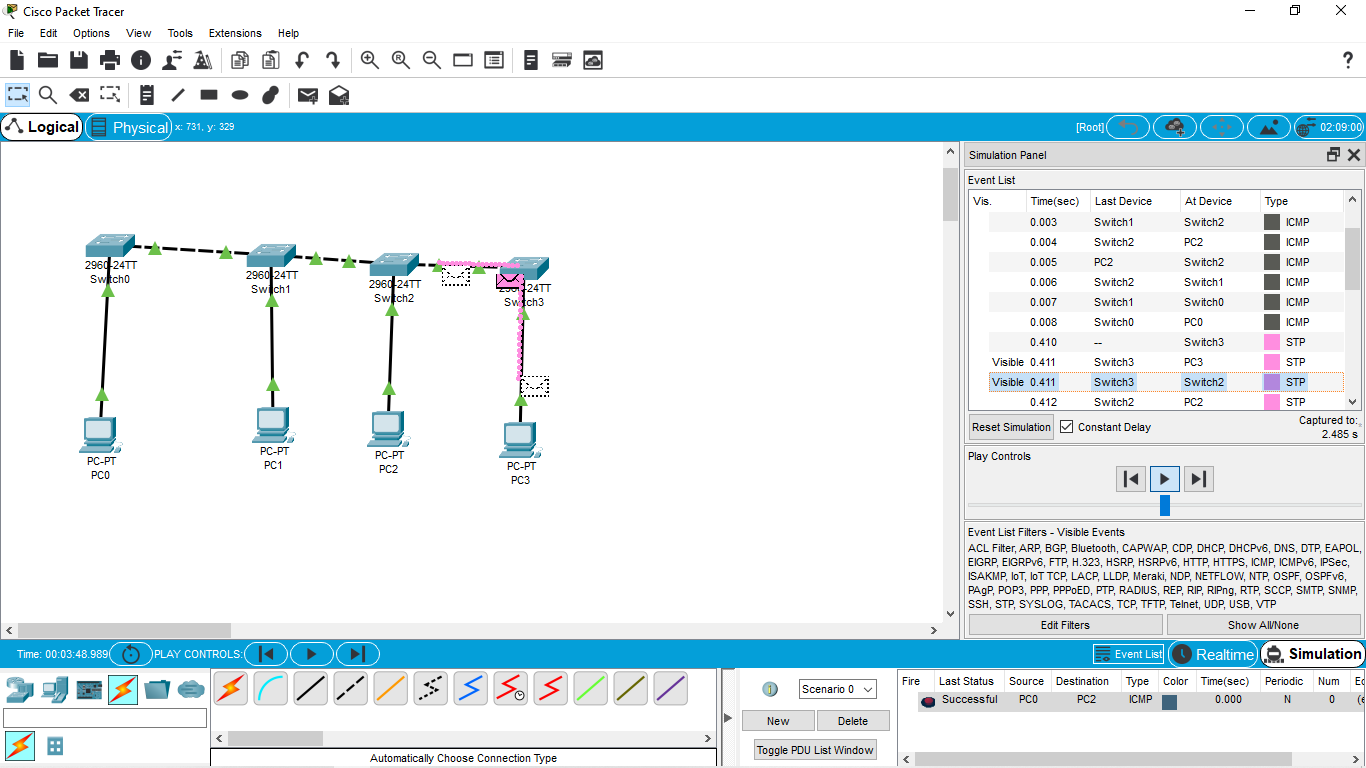 Cisco Packet Tracer
File Edit Options View Tools Extensions Help
Logical Physical x: 731, y: 329 [Root] 02:09:00
2960-24TT
Switch0
2960-24TT
Switch1
2960-24TT
Switch2
2960-24TT
Switch3
PC-PT
PC0
PC-PT
PC1
PC-PT
PC2
PC-PT
PC3
Simulation Panel
Event List
Vis. Time(sec) Last Device At Device Type
0.003 Switch1 Switch2 ICMP
0.004 Switch2 PC2 ICMP
0.005 PC2 Switch2 ICMP
0.006 Switch2 Switch1 ICMP
0.007 Switch1 Switch0 ICMP
0.008 Switch0 PC0 ICMP
0.410 -- Switch3 STP
Visible 0.411 Switch3 PC3 STP
Visible 0.411 Switch3 Switch2 STP
0.412 Switch2 PC2 STP
Reset Simulation Constant Delay Captured to:
2.485 s
Play Controls
Event List Filters - Visible Events
ACL Filter, ARP, BGP, Bluetooth, CAPWAP, CDP, DHCP, DHCPv6, DNS, DTP, EAPOL,
EIGRP, EIGRPv6, FTP, H.323, HSRP, HSRPv6, HTTP, HTTPS, ICMP, ICMPv6, IPSec,
ISAKMP, IoT, IoT TCP, LACP, LLDP, Meraki, NDP, NETFLOW, NTP, OSPF, OSPFv6,
PAgP, POP3, PPP, PPPoED, PTP, RADIUS, REP, RIP, RIPng, RTP, SCCP, SMTP, SNMP,
SSH, STP, SYSLOG, TACACS, TCP, TFTP, Telnet, UDP, USB, VTP
Edit Filters Show All/None
Time: 00:03:48.989 PLAY CONTROLS: Event List Realtime Simulation
Scenario 0
New Delete
Toggle PDU List Window
Fire Last Status Source Destination Type Color Time(sec) Periodic Num Ed
Successful PC0 PC2 ICMP 0.000 N 0 (e
Automatically Choose Connection Type